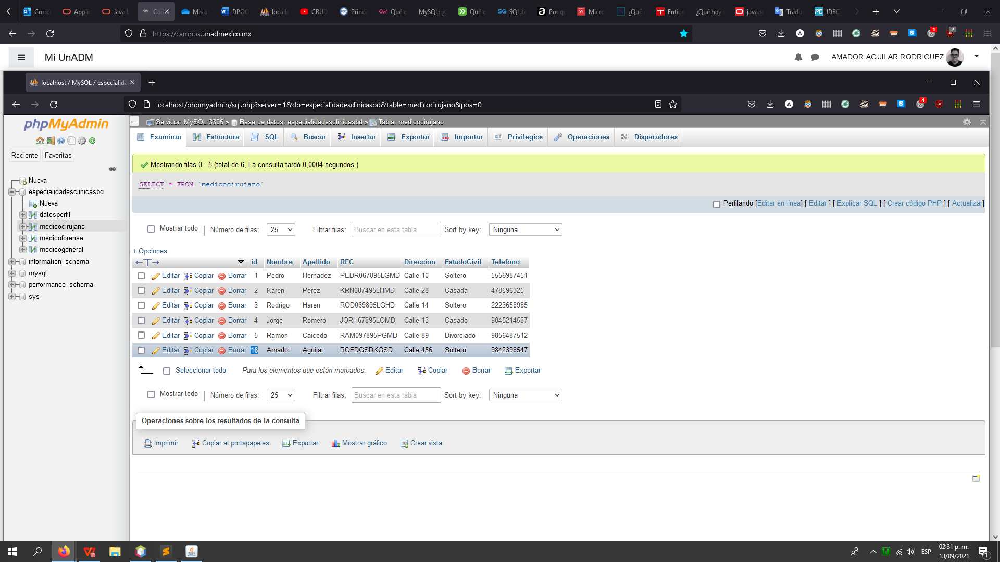 Corre
Applic
Java L
Car
Mis ar
DPOC
localh
CRUD
Princi
Qué e
MySQL: ¿C
Qué e
SQLite
Por qu
Micro
¿Qué
Entien
¿Qué hay
java.s
Tradu
JDBC:
https://campus.unadmexico.mx
1
2
Mi UnADM
AMADOR AGUILAR RODRIGUEZ
localhost / MySQL / especialida
localhost/phpmyadmin/sql.php?server=1&db=especialidadesclinicasbd&table=medicocirujano&pos=0
4
phpMyAdmin
Reciente
Favoritas
Nueva
especialidadesclinicasbd
Nueva
datosperfil
medicocirujano
medicoforense
medicogeneral
information_schema
mysql
performance_schema
sys
Servidor: MySQL:3306 » Base de datos: especialidadesclinicasbd » Tabla: medicocirujano
Examinar Estructura SQL Buscar Insertar Exportar Importar Privilegios Operaciones Disparadores
Mostrando filas 0 - 5 (total de 6, La consulta tardó 0,0004 segundos.)
SELECT * FROM `medicocirujano`
Perfilando [Editar en línea] [ Editar ] [ Explicar SQL ] [ Crear código PHP ] [ Actualizar]
Mostrar todo | Número de filas: 25 Filtrar filas: Buscar en esta tabla Sort by key: Ninguna
+ Opciones
id Nombre Apellido RFC Direccion EstadoCivil Telefono
Editar Copiar Borrar 1 Pedro Hernadez PEDR067895LGMD Calle 10 Soltero 5556987451
Editar Copiar Borrar 2 Karen Perez KRN087495LHMD Calle 28 Casada 478596325
Editar Copiar Borrar 3 Rodrigo Haren ROD069895LGHD Calle 14 Soltero 2223658985
Editar Copiar Borrar 4 Jorge Romero JORH67895LOMD Calle 13 Casado 9845214587
Editar Copiar Borrar 5 Ramon Caicedo RAM097895PGMD Calle 89 Divorciado 9856487512
Editar Copiar Borrar 16 Amador Aguilar ROFDGSDKGSD Calle 456 Soltero 9842398547
Seleccionar todo Para los elementos que están marcados: Editar Copiar Borrar Exportar
Mostrar todo | Número de filas: 25 Filtrar filas: Buscar en esta tabla Sort by key: Ninguna
Operaciones sobre los resultados de la consulta
Imprimir Copiar al portapapeles Exportar Mostrar gráfico Crear vista
ESP
02:31 p. m.
13/09/2021
1